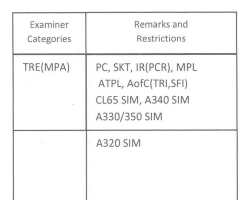 Examiner
Categories
Remarks and
Restrictions
TRE(MPA)
PC, SKT, IR(PCR), MPL
ATPL, AofC(TRI,SFI)
CL65 SIM, A340 SIM
A330/350 SIM
A320 SIM